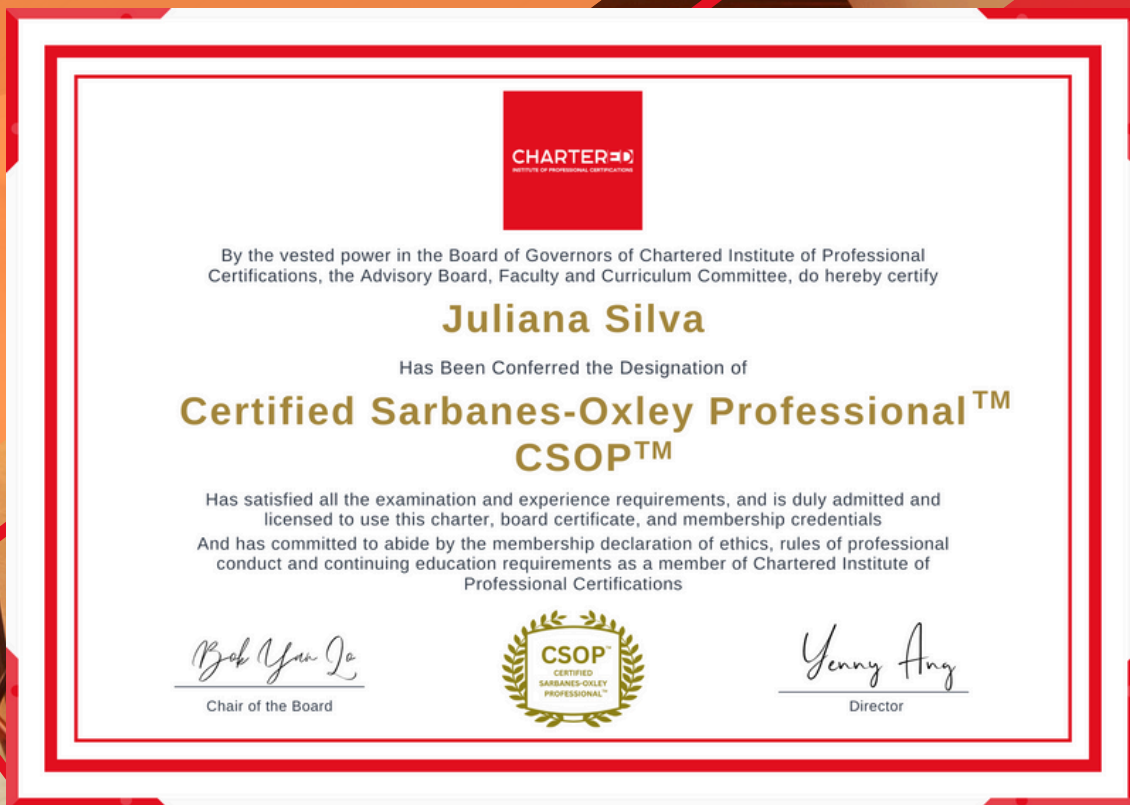 CHARTERED
INSTITUTE OF PROFESSIONAL CERTIFICATIONS
By the vested power in the Board of Governors of Chartered Institute of Professional
Certifications, the Advisory Board, Faculty and Curriculum Committee, do hereby certify
Juliana Silva
Has Been Conferred the Designation of
Certified Sarbanes-Oxley Professional™
CSOP™
Has satisfied all the examination and experience requirements, and is duly admitted and
licensed to use this charter, board certificate, and membership credentials
And has committed to abide by the membership declaration of ethics, rules of professional
conduct and continuing education requirements as a member of Chartered Institute of
Professional Certifications
Bok Yan Lo
Yenny Ang
Chair of the Board
Director
CSOP™
CERTIFIED
SARBANES-OXLEY
PROFESSIONAL™